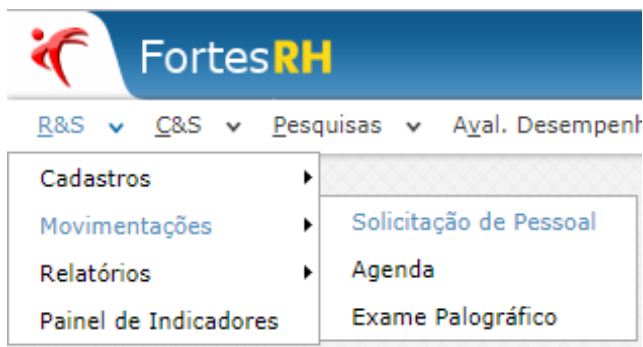 FortesRH
R&S C&S Pesquisas Aval. Desempenh
Cadastros
Movimentações Solicitação de Pessoal
Relatórios Agenda
Painel de Indicadores Exame Palográfico